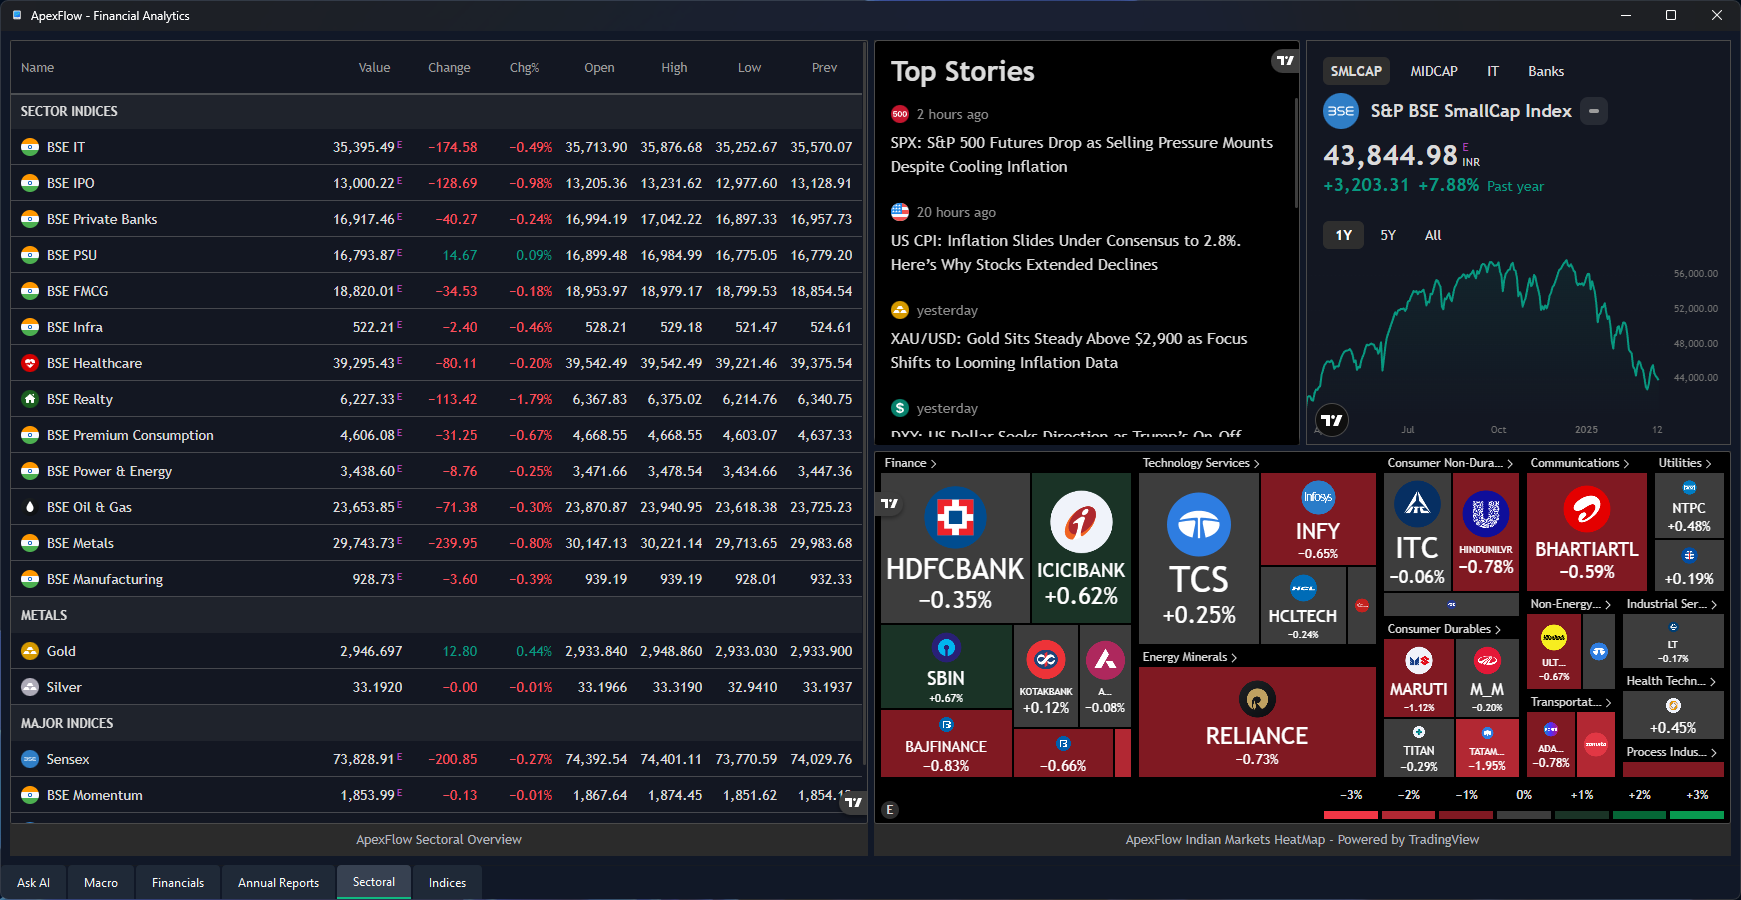 ApexFlow - Financial Analytics
Name Value Change Chg% Open High Low Prev
SECTOR INDICES
BSE IT 35,395.49 E −174.58 −0.49% 35,713.90 35,876.68 35,252.67 35,570.07
BSE IPO 13,000.22 E −128.69 −0.98% 13,205.36 13,231.62 12,977.60 13,128.91
BSE Private Banks 16,917.46 E −40.27 −0.24% 16,994.19 17,042.22 16,897.33 16,957.73
BSE PSU 16,793.87 E 14.67 0.09% 16,899.48 16,984.99 16,775.05 16,779.20
BSE FMCG 18,820.01 E −34.53 −0.18% 18,953.97 18,979.17 18,799.53 18,854.54
BSE Infra 522.21 E −2.40 −0.46% 528.21 529.18 521.47 524.61
BSE Healthcare 39,295.43 E −80.11 −0.20% 39,542.49 39,542.49 39,221.46 39,375.54
BSE Realty 6,227.33 E −113.42 −1.79% 6,367.83 6,375.02 6,214.76 6,340.75
BSE Premium Consumption 4,606.08 E −31.25 −0.67% 4,668.55 4,668.55 4,603.07 4,637.33
BSE Power & Energy 3,438.60 E −8.76 −0.25% 3,471.66 3,478.54 3,434.66 3,447.36
BSE Oil & Gas 23,653.85 E −71.38 −0.30% 23,870.87 23,940.95 23,618.38 23,725.23
BSE Metals 29,743.73 E −239.95 −0.80% 30,147.13 30,221.14 29,713.65 29,983.68
BSE Manufacturing 928.73 E −3.60 −0.39% 939.19 939.19 928.01 932.33
METALS
Gold 2,946.697 12.80 0.44% 2,933.840 2,948.860 2,933.030 2,933.900
Silver 33.1920 −0.00 −0.01% 33.1966 33.3190 32.9410 33.1937
MAJOR INDICES
Sensex 73,828.91 E −200.85 −0.27% 74,392.54 74,401.11 73,770.59 74,029.76
BSE Momentum 1,853.99 E −0.13 −0.01% 1,867.64 1,874.45 1,851.62 1,854.1
ApexFlow Sectoral Overview
Top Stories
500 2 hours ago
SPX: S&P 500 Futures Drop as Selling Pressure Mounts
Despite Cooling Inflation
20 hours ago
US CPI: Inflation Slides Under Consensus to 2.8%.
Here's Why Stocks Extended Declines
yesterday
XAU/USD: Gold Sits Steady Above $2,900 as Focus
Shifts to Looming Inflation Data
$ yesterday
DXY: US Dollar Seeks Direction as Trump's On-Off
SMLCAP MIDCAP IT Banks
BSE S&P BSE SmallCap Index
43,844.98 E INR
+3,203.31 +7.88% Past year
1Y 5Y All
56,000.00
52,000.00
48,000.00
44,000.00
Jul Oct 2025 12
Finance >
HDFCBANK
−0.35%
ICICIBANK
+0.62%
SBIN
+0.67%
KOTAKBANK
+0.12%
A...
−0.08%
BAJFINANCE
−0.83%
−0.66%
Technology Services >
TCS
+0.25%
Infosys
INFY
−0.65%
HCL
HCLTECH
−0.24%
Energy Minerals >
RELIANCE
−0.73%
Consumer Non-Dura... >
ITC
−0.06%
HINDUNILVR
−0.78%
Consumer Durables >
MARUTI
−1.12%
M_M
−0.20%
TITAN
−0.29%
TATAM...
−1.95%
Communications >
BHARTIARTL
−0.59%
Utilities >
NTPC
+0.48%
+0.19%
Non-Energy... >
ULT...
−0.67%
Industrial Ser... >
LT
−0.17%
Health Techn... >
+0.45%
Transportat... >
ADA...
−0.78%
zomato
Process Indus... >
E
−3% −2% −1% 0% +1% +2% +3%
ApexFlow Indian Markets HeatMap - Powered by TradingView
Ask AI Macro Financials Annual Reports Sectoral Indices